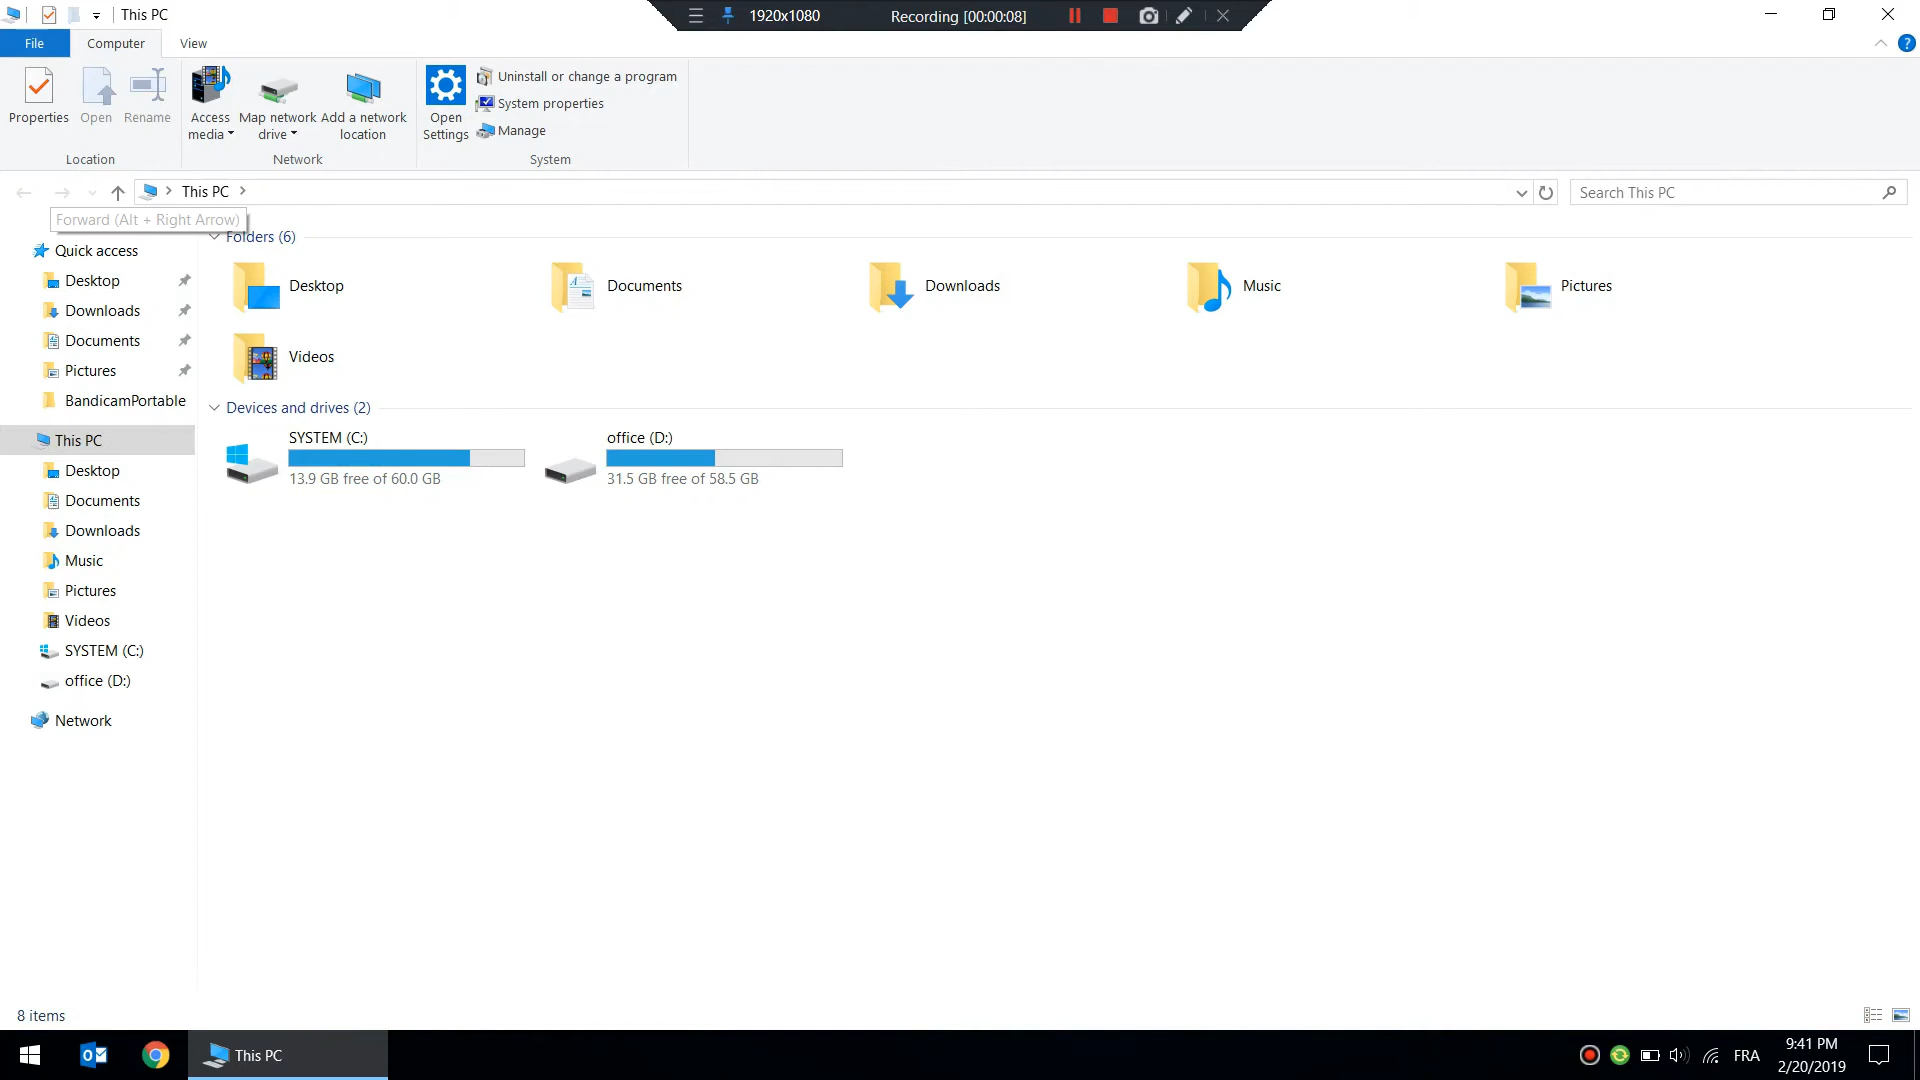 This PC
1920x1080
Recording [00:00:08]
File
Computer
View
Properties
Open
Rename
Access media
Map network drive
Add a network location
Open Settings
Uninstall or change a program
System properties
Manage
Location
Network
System
This PC
Search This PC
Forward (Alt + Right Arrow)
Quick access
Desktop
Downloads
Documents
Pictures
BandicamPortable
This PC
Desktop
Documents
Downloads
Music
Pictures
Videos
SYSTEM (C:)
office (D:)
Network
Folders (6)
Desktop
Documents
Downloads
Music
Pictures
Videos
Devices and drives (2)
SYSTEM (C:)
13.9 GB free of 60.0 GB
office (D:)
31.5 GB free of 58.5 GB
8 items
This PC
FRA
9:41 PM
2/20/2019